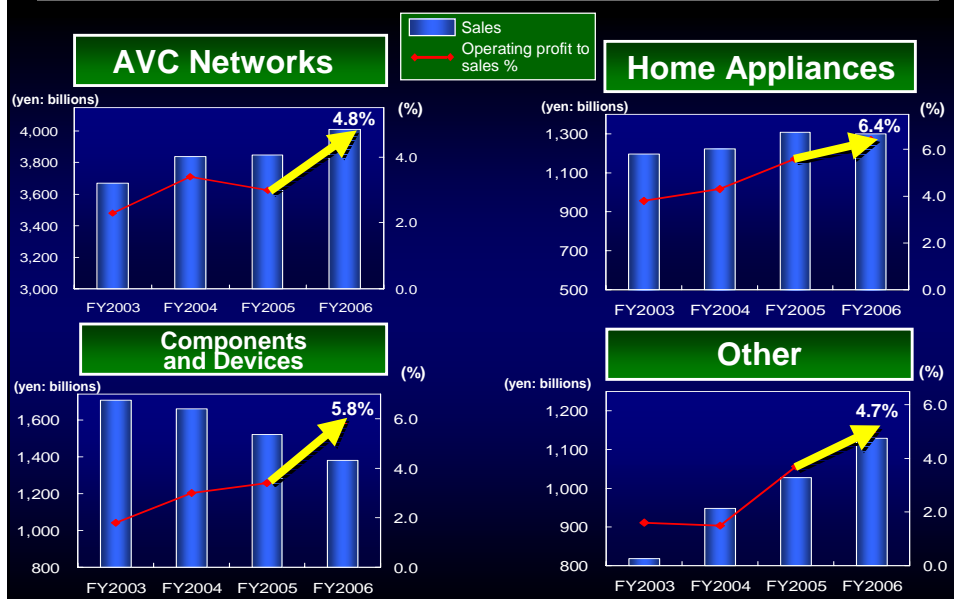 Sales
Operating profit to
sales %
AVC Networks
(yen: billions)
(%)
4,000
3,800
3,600
3,400
3,200
3,000
4.8%
4.0
2.0
0.0
FY2003 FY2004 FY2005 FY2006
Home Appliances
(yen: billions)
(%)
1,300
1,100
900
700
500
6.4%
6.0
4.0
2.0
0.0
FY2003 FY2004 FY2005 FY2006
Components
and Devices
(yen: billions)
(%)
1,600
1,400
1,200
1,000
800
5.8%
6.0
4.0
2.0
0.0
FY2003 FY2004 FY2005 FY2006
Other
(yen: billions)
(%)
1,200
1,100
1,000
900
800
4.7%
6.0
4.0
2.0
0.0
FY2003 FY2004 FY2005 FY2006